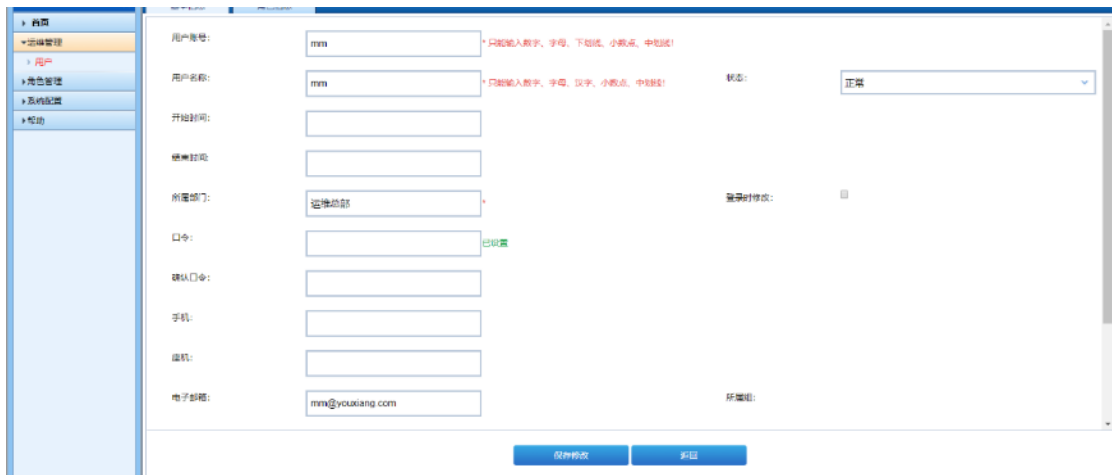 首页
运维管理
用户
角色管理
系统配置
帮助
用户账号:
mm
* 只能输入数字、字母、下划线、小数点、中划线!
用户名称:
mm
* 只能输入数字、字母、汉字、小数点、中划线!
状态:
正常
开始时间:
结束时间:
所属部门:
运维总部
*
登录时修改:
口令:
已设置
确认口令:
手机:
座机:
电子邮箱:
mm@youxiang.com
所属组:
保存修改
返回